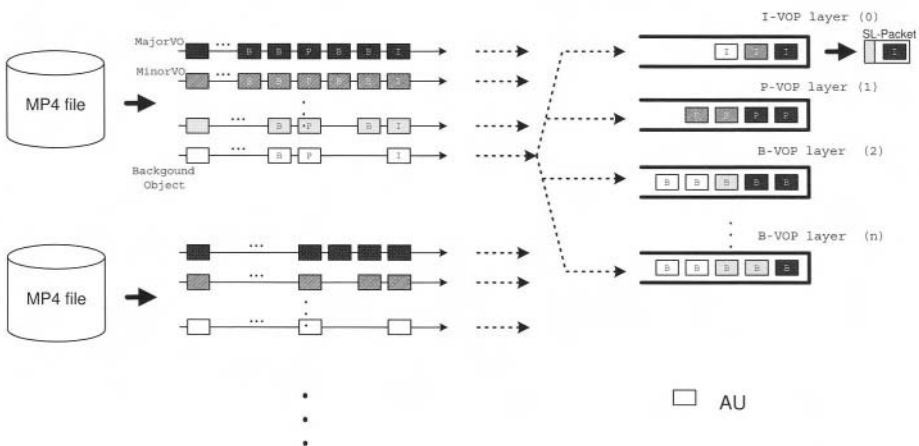 I-VOP layer (0)
SL-Packet
MajorVO ... B B P B B I
I I I
I
MinorVO ... B B P B B I
P-VOP layer (1)
MP4 file
P P P P
... B P B I
B-VOP layer (2)
... B P I
B B B B B
Backgound
Object
B-VOP layer (n)
...
B B B B B
MP4 file
...
...
AU